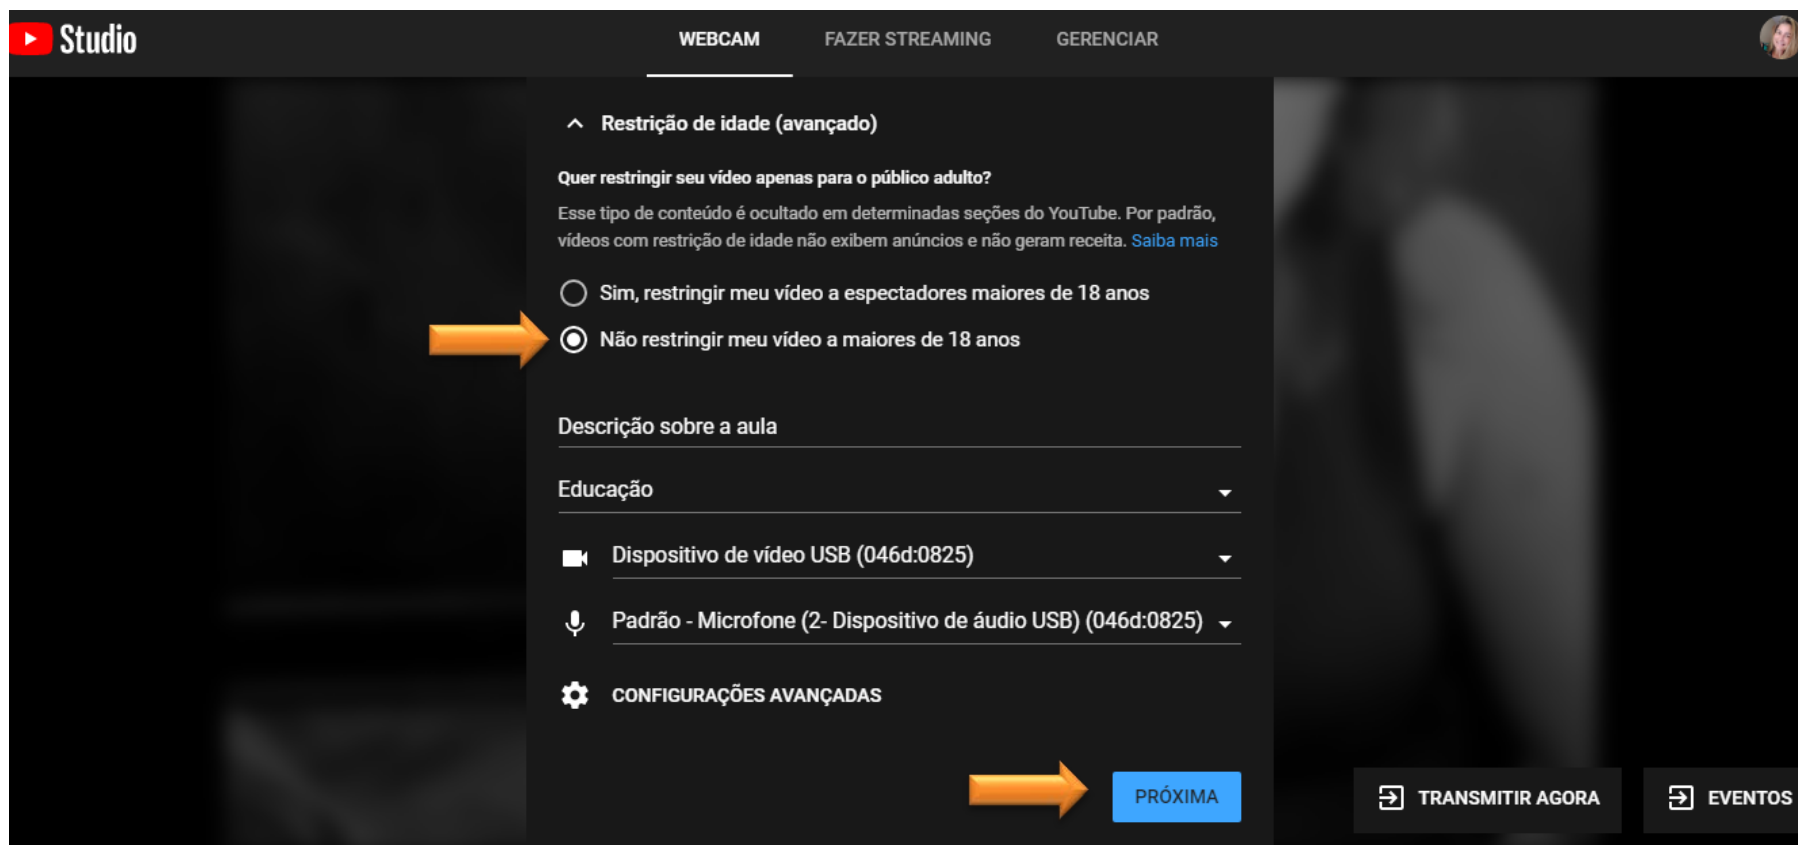 Studio
WEBCAM FAZER STREAMING GERENCIAR
Restrição de idade (avançado)
Quer restringir seu vídeo apenas para o público adulto?
Esse tipo de conteúdo é ocultado em determinadas seções do YouTube. Por padrão,
vídeos com restrição de idade não exibem anúncios e não geram receita. Saiba mais
Sim, restringir meu vídeo a espectadores maiores de 18 anos
Não restringir meu vídeo a maiores de 18 anos
Descrição sobre a aula
Educação
Dispositivo de vídeo USB (046d:0825)
Padrão - Microfone (2- Dispositivo de áudio USB) (046d:0825)
CONFIGURAÇÕES AVANÇADAS
PRÓXIMA
TRANSMITIR AGORA
EVENTOS